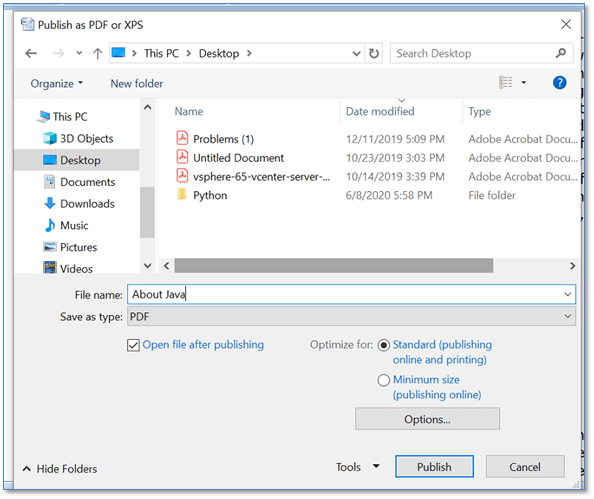 Publish as PDF or XPS
This PC > Desktop >
Search Desktop
Organize
New folder
This PC
3D Objects
Desktop
Documents
Downloads
Music
Pictures
Videos
Name Date modified Type
Problems (1) 12/11/2019 5:09 PM Adobe Acrobat Docu...
Untitled Document 10/23/2019 3:03 PM Adobe Acrobat Docu...
vsphere-65-vcenter-server-... 10/14/2019 3:39 PM Adobe Acrobat Docu...
Python 6/8/2020 5:58 PM File folder
File name: About Java
Save as type: PDF
Open file after publishing
Optimize for: Standard (publishing
online and printing)
Minimum size
(publishing online)
Options...
Hide Folders
Tools
Publish
Cancel